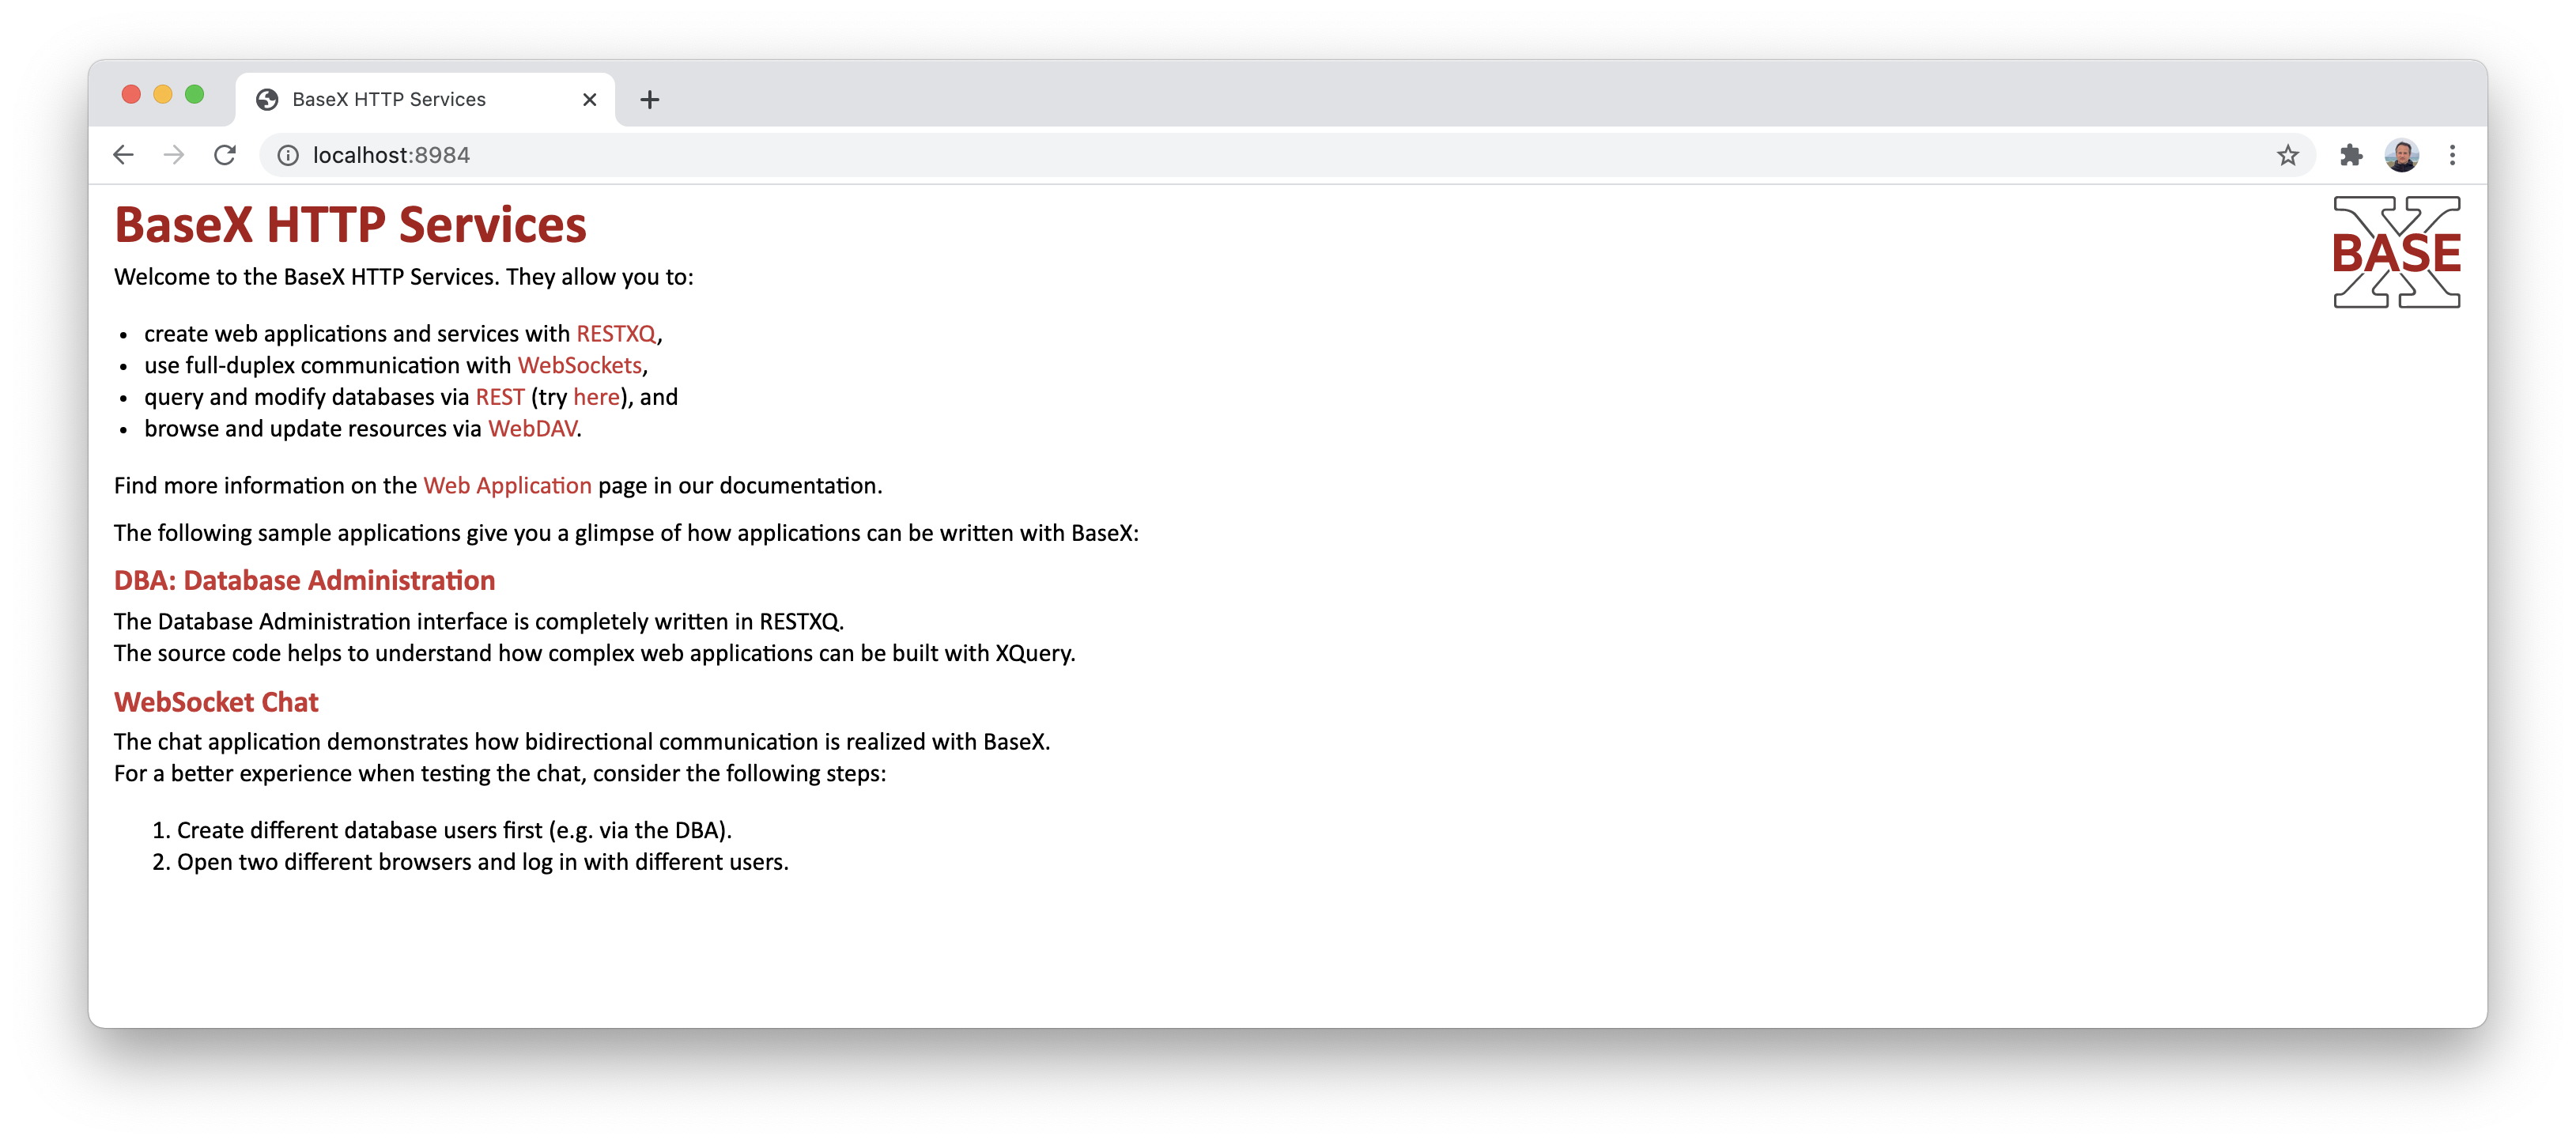 BaseX HTTP Services
localhost:8984
BaseX HTTP Services
BASE X
Welcome to the BaseX HTTP Services. They allow you to:
• create web applications and services with RESTXQ,
• use full-duplex communication with WebSockets,
• query and modify databases via REST (try here), and
• browse and update resources via WebDAV.
Find more information on the Web Application page in our documentation.
The following sample applications give you a glimpse of how applications can be written with BaseX:
DBA: Database Administration
The Database Administration interface is completely written in RESTXQ.
The source code helps to understand how complex web applications can be built with XQuery.
WebSocket Chat
The chat application demonstrates how bidirectional communication is realized with BaseX.
For a better experience when testing the chat, consider the following steps:
1. Create different database users first (e.g. via the DBA).
2. Open two different browsers and log in with different users.